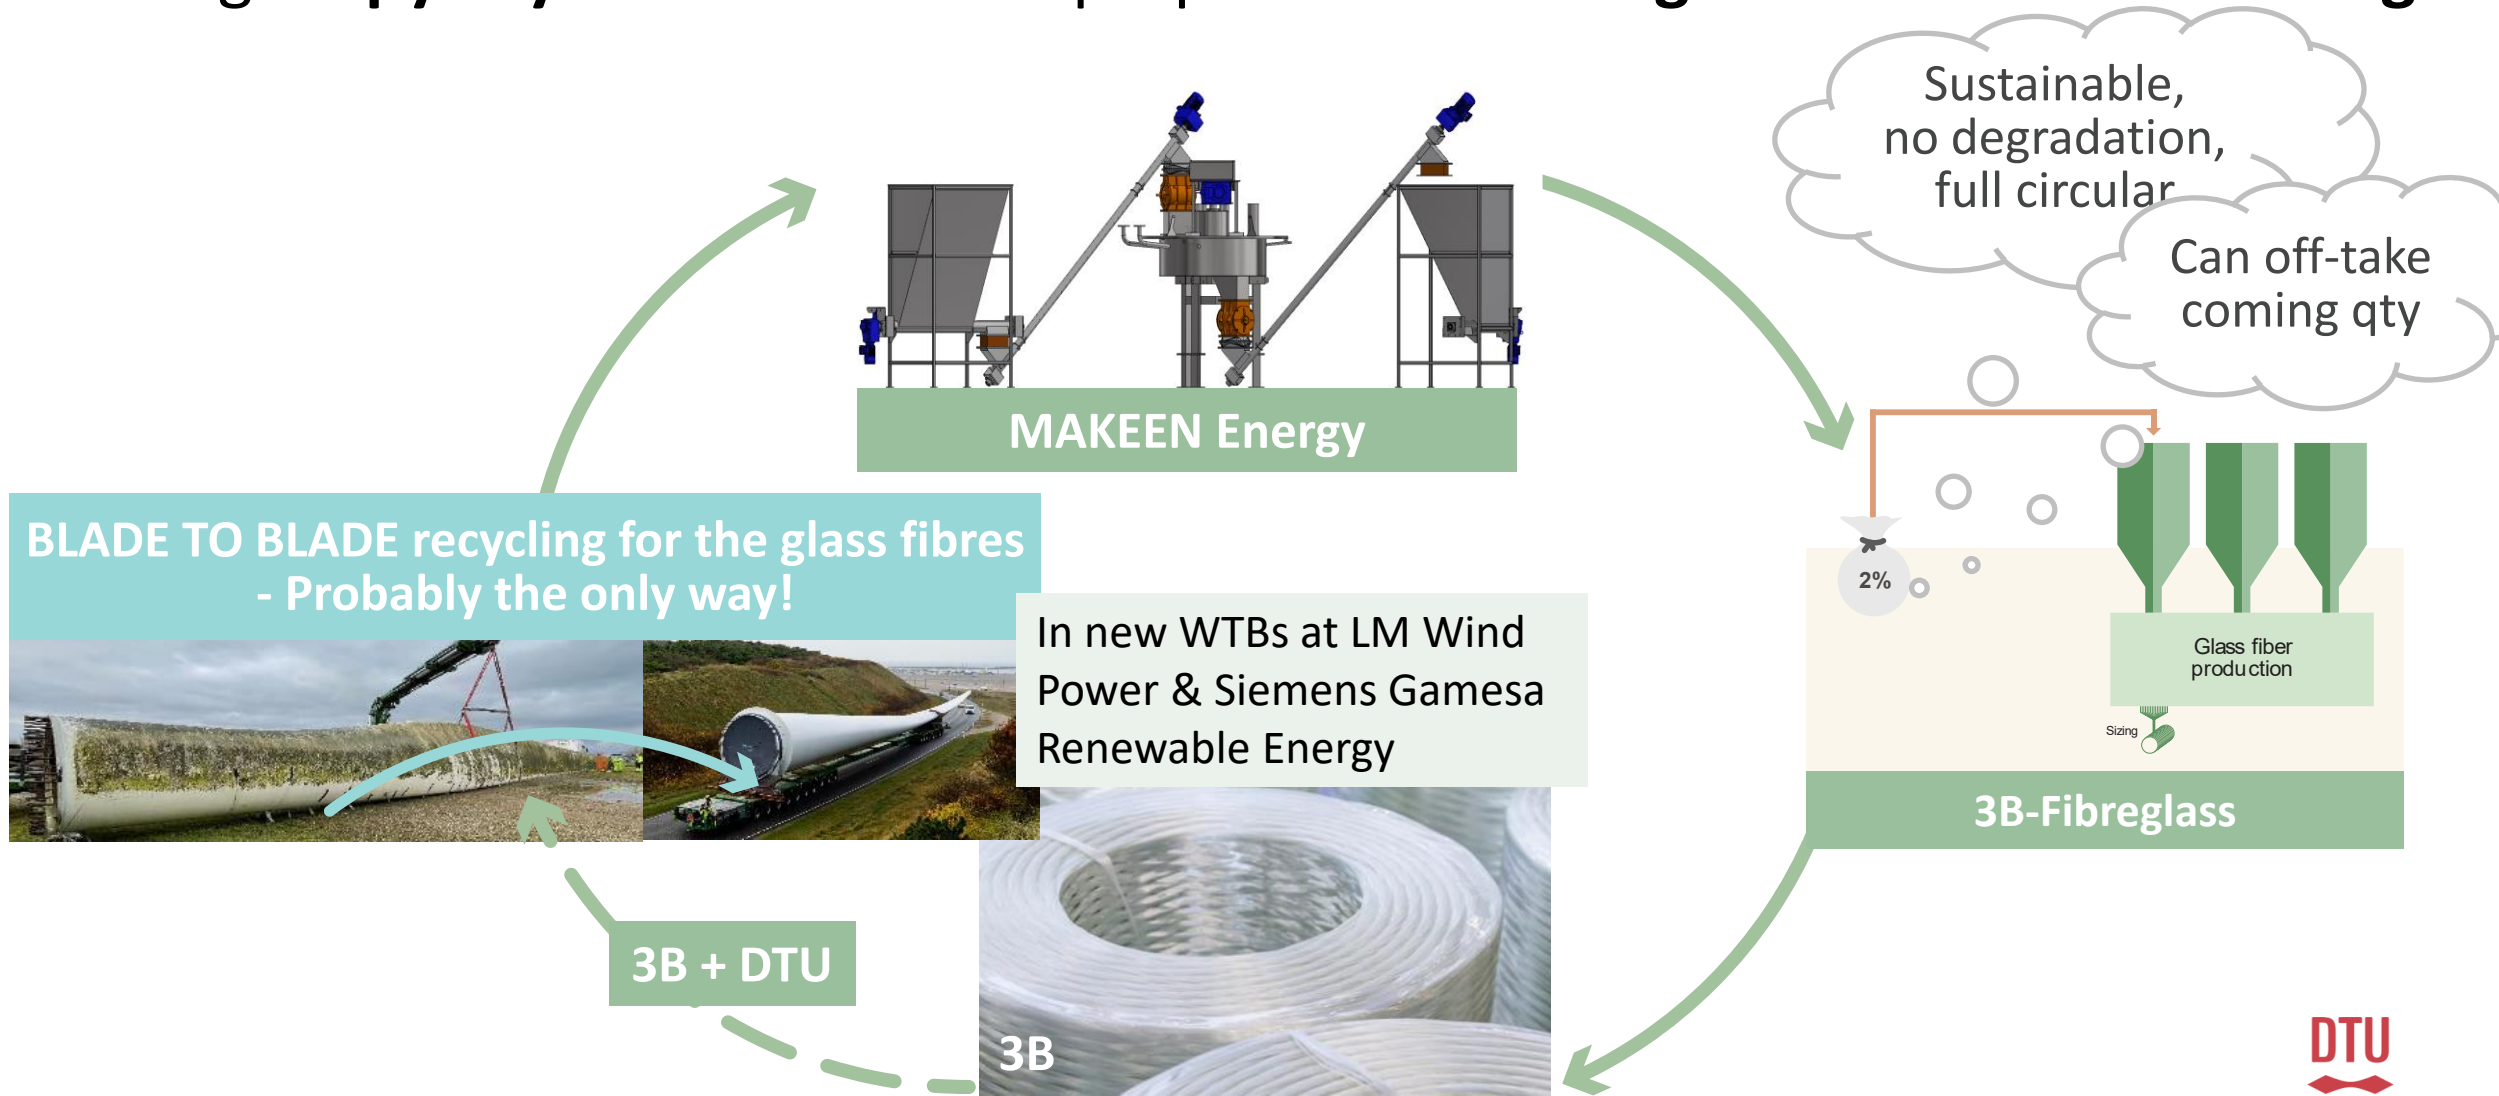 Sustainable,
no degradation,
full circular
Can off-take
coming qty
MAKEEN Energy
BLADE TO BLADE recycling for the glass fibres
- Probably the only way!
2%
In new WTBs at LM Wind
Power & Siemens Gamesa
Renewable Energy
Glass fiber
production
Sizing
3B-Fibreglass
3B + DTU
3B
DTU